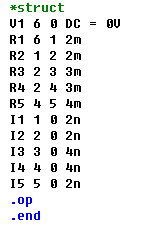 *struct
V1 6 0 DC = 0V
R1 6 1 2m
R2 1 2 2m
R3 2 3 3m
R4 2 4 3m
R5 4 5 4m
I1 1 0 2n
I2 2 0 2n
I3 3 0 4n
I4 4 0 4n
I5 5 0 2n
.op
.end